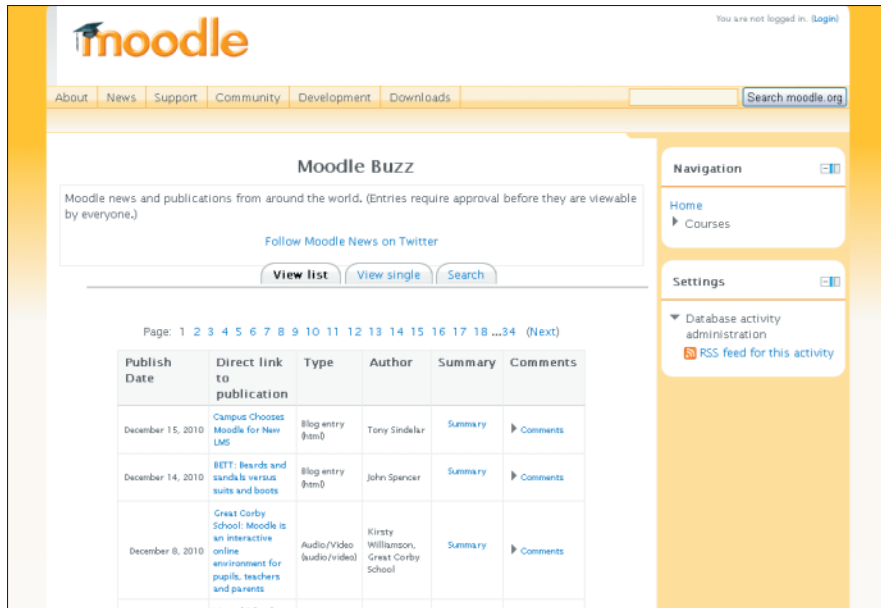 moodle
You are not logged in. (Login)
About News Support Community Development Downloads
Search moodle.org
Moodle Buzz
Moodle news and publications from around the world. (Entries require approval before they are viewable
by everyone.)
Follow Moodle News on Twitter
View list View single Search
Page: 1 2 3 4 5 6 7 8 9 10 11 12 13 14 15 16 17 18 ...34 (Next)
Publish Direct link Type Author Summary Comments
Date to
publication
December 15, 2010 Campus Chooses Moodle for New LMS Blog entry (html) Tony Sindelar Summary Comments
December 14, 2010 BETT: Beards and sandals versus suits and boots Blog entry (html) John Spencer Summary Comments
December 8, 2010 Great Corby School: Moodle is an interactive online environment for pupils, teachers and parents Audio/Video (audio/video) Kirsty Williamson, Great Corby School Summary Comments
Navigation
Home
Courses
Settings
Database activity
administration
RSS feed for this activity